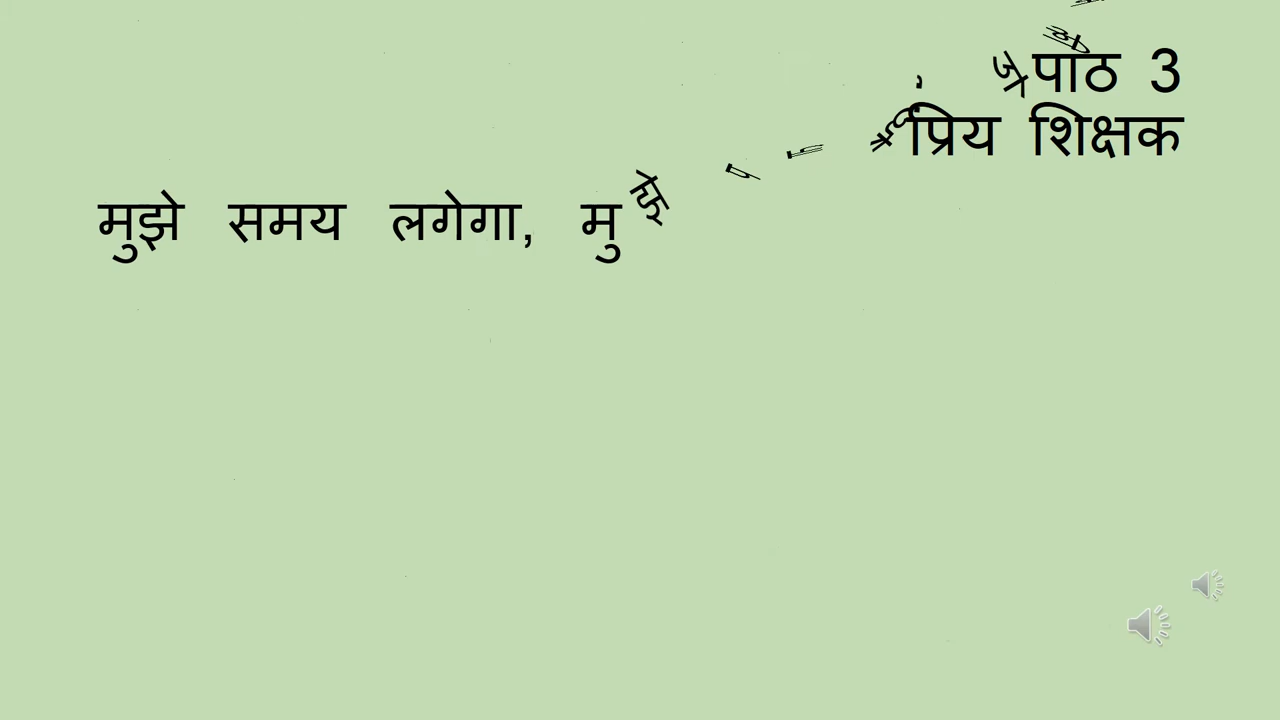 पाठ 3
प्रिय शिक्षक
मुझे समय लगेगा, मु